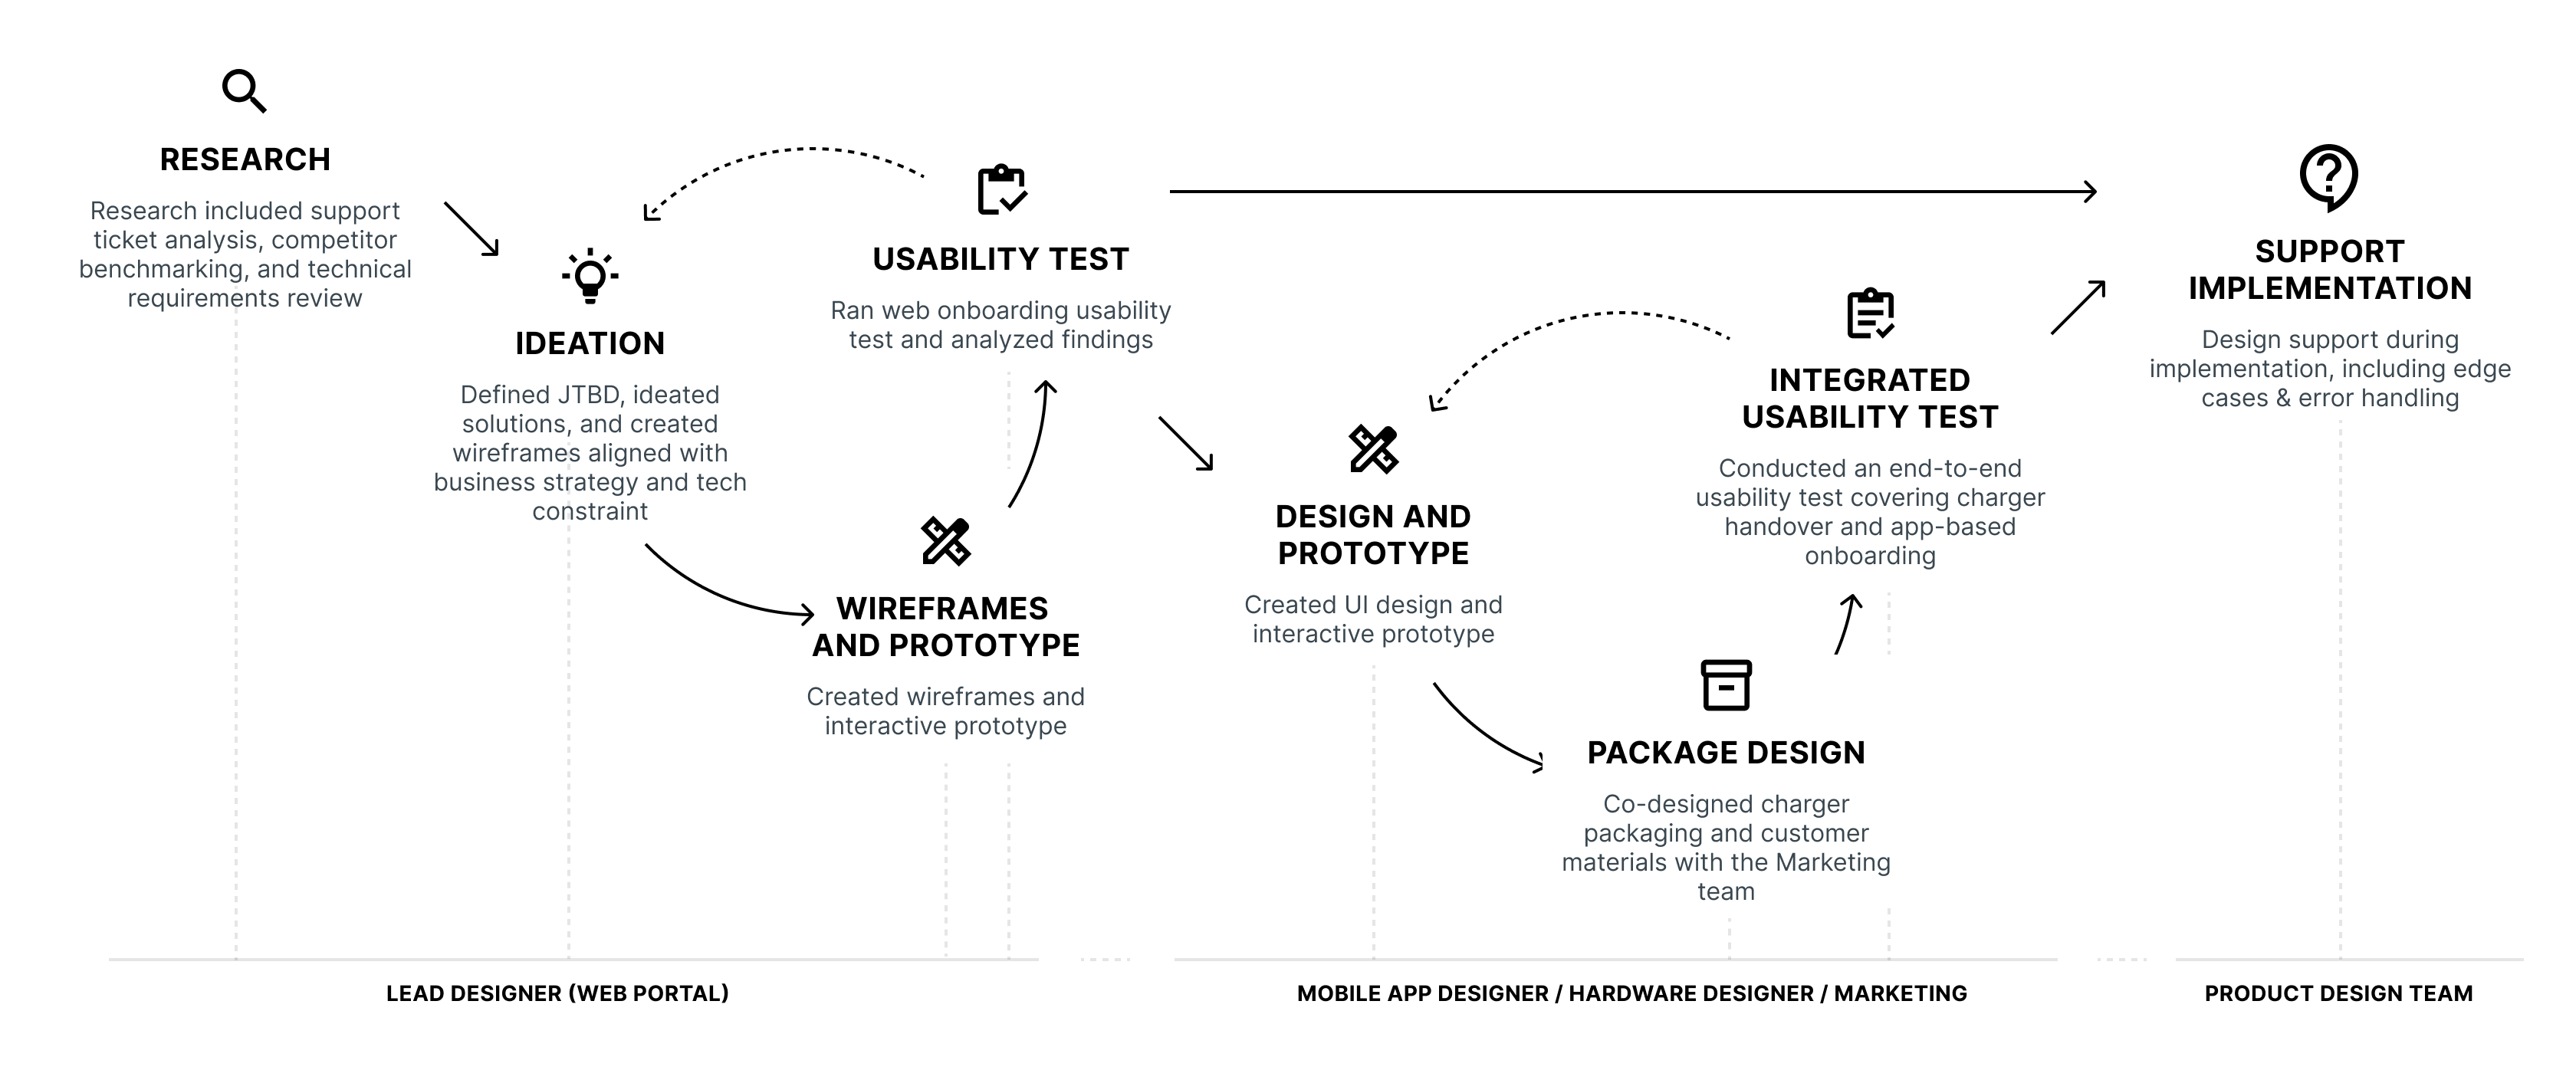 RESEARCH
Research included support
ticket analysis, competitor
benchmarking, and technical
requirements review
IDEATION
Defined JTBD, ideated
solutions, and created
wireframes aligned with
business strategy and tech
constraint
WIREFRAMES
AND PROTOTYPE
Created wireframes and
interactive prototype
USABILITY TEST
Ran web onboarding usability
test and analyzed findings
DESIGN AND
PROTOTYPE
Created UI design and
interactive prototype
PACKAGE DESIGN
Co-designed charger
packaging and customer
materials with the Marketing
team
INTEGRATED
USABILITY TEST
Conducted an end-to-end
usability test covering charger
handover and app-based
onboarding
SUPPORT
IMPLEMENTATION
Design support during
implementation, including edge
cases & error handling
LEAD DESIGNER (WEB PORTAL)
MOBILE APP DESIGNER / HARDWARE DESIGNER / MARKETING
PRODUCT DESIGN TEAM